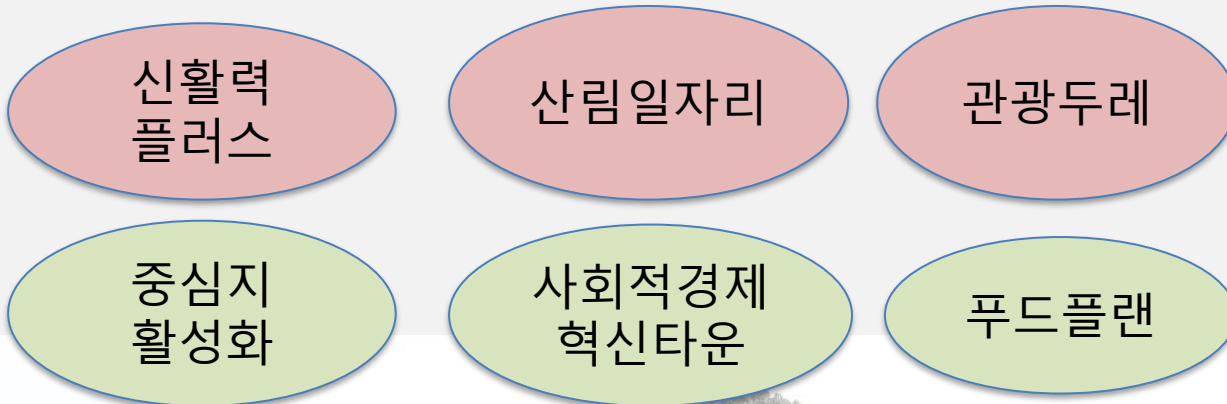 신활력
플러스
산림일자리
관광두레
중심지
활성화
사회적경제
혁신타운
푸드플랜